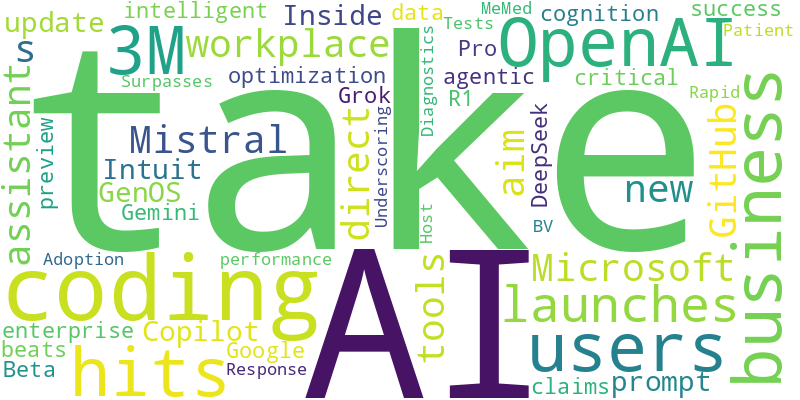 intelligent
Inside
data
MeMed
cognition
success
update
3M
workplace
Tests
OpenAI
Patient
s
Pro
optimization
agentic
critical
Surpasses
Grok
R1
Rapid
take
assistant
preview
Mistral
direct
Underscoring
Diagnostics
aim
DeepSeek
GitHub
business
Intuit
GenOS
Gemini
new
Host
BV
Adoption
performance
AI
tools
Microsoft
coding
launches
enterprise
Copilot
users
beats
Google
hits
Beta
Response
claims
prompt